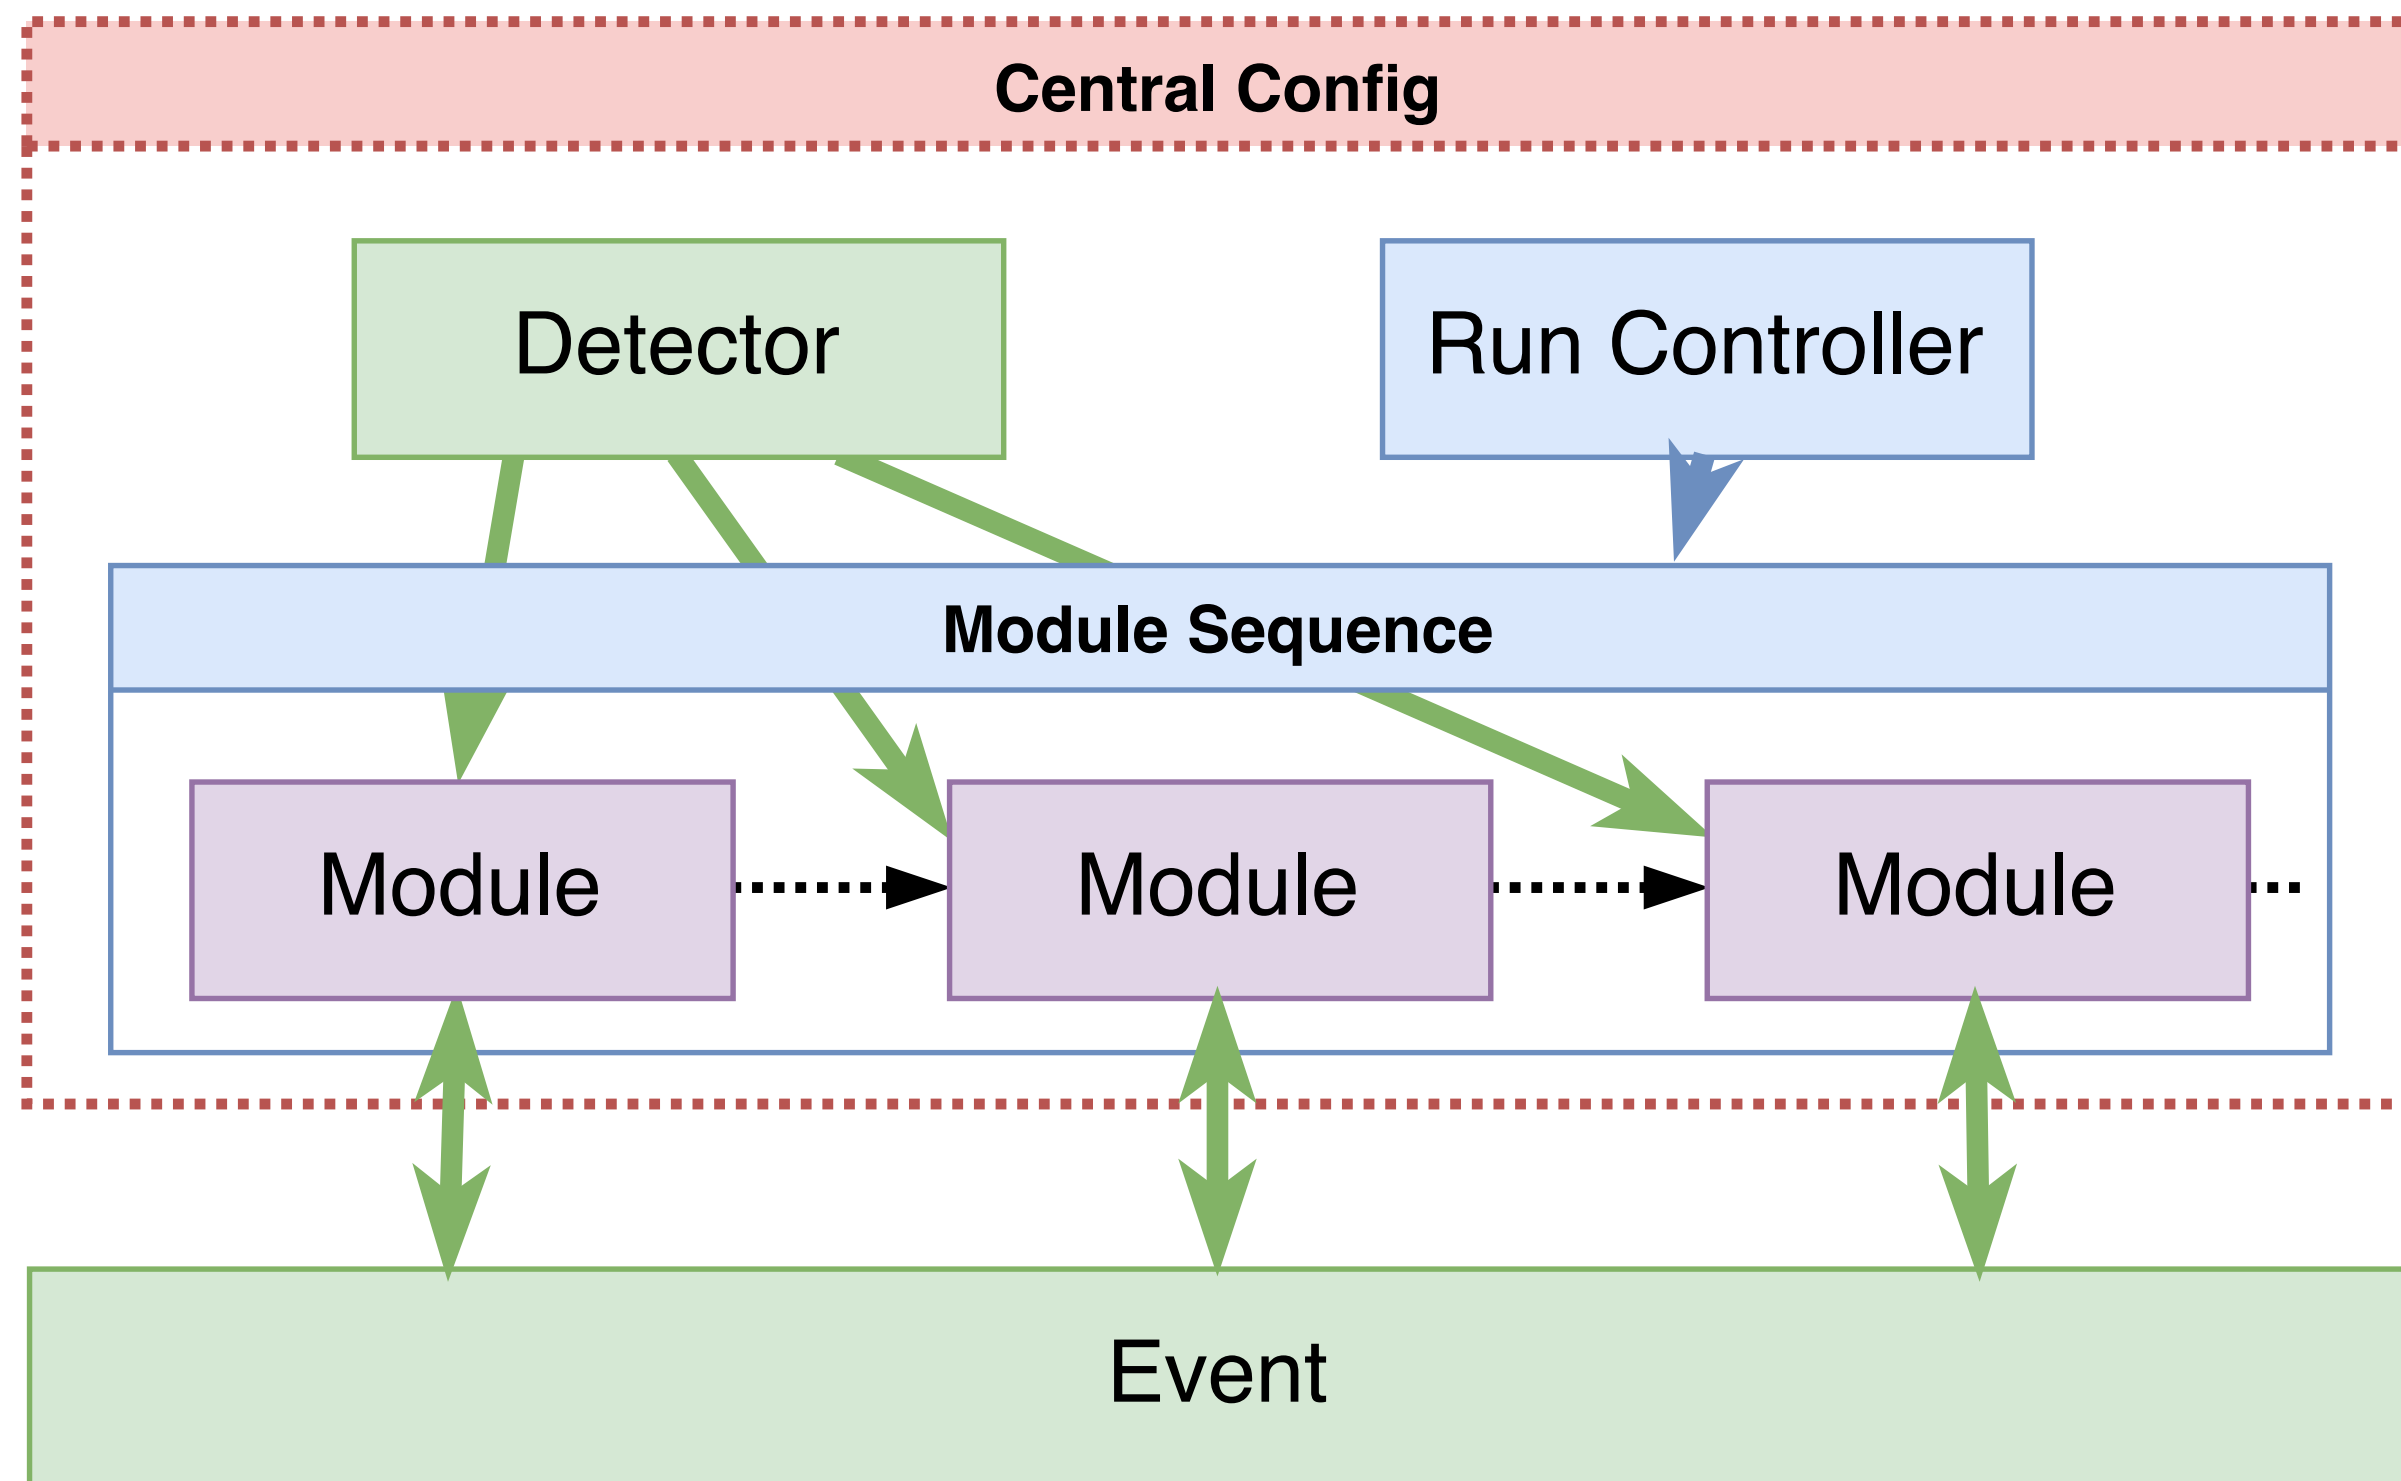 Central Config
Detector
Run Controller
Module Sequence
Module
Module
Module
Event